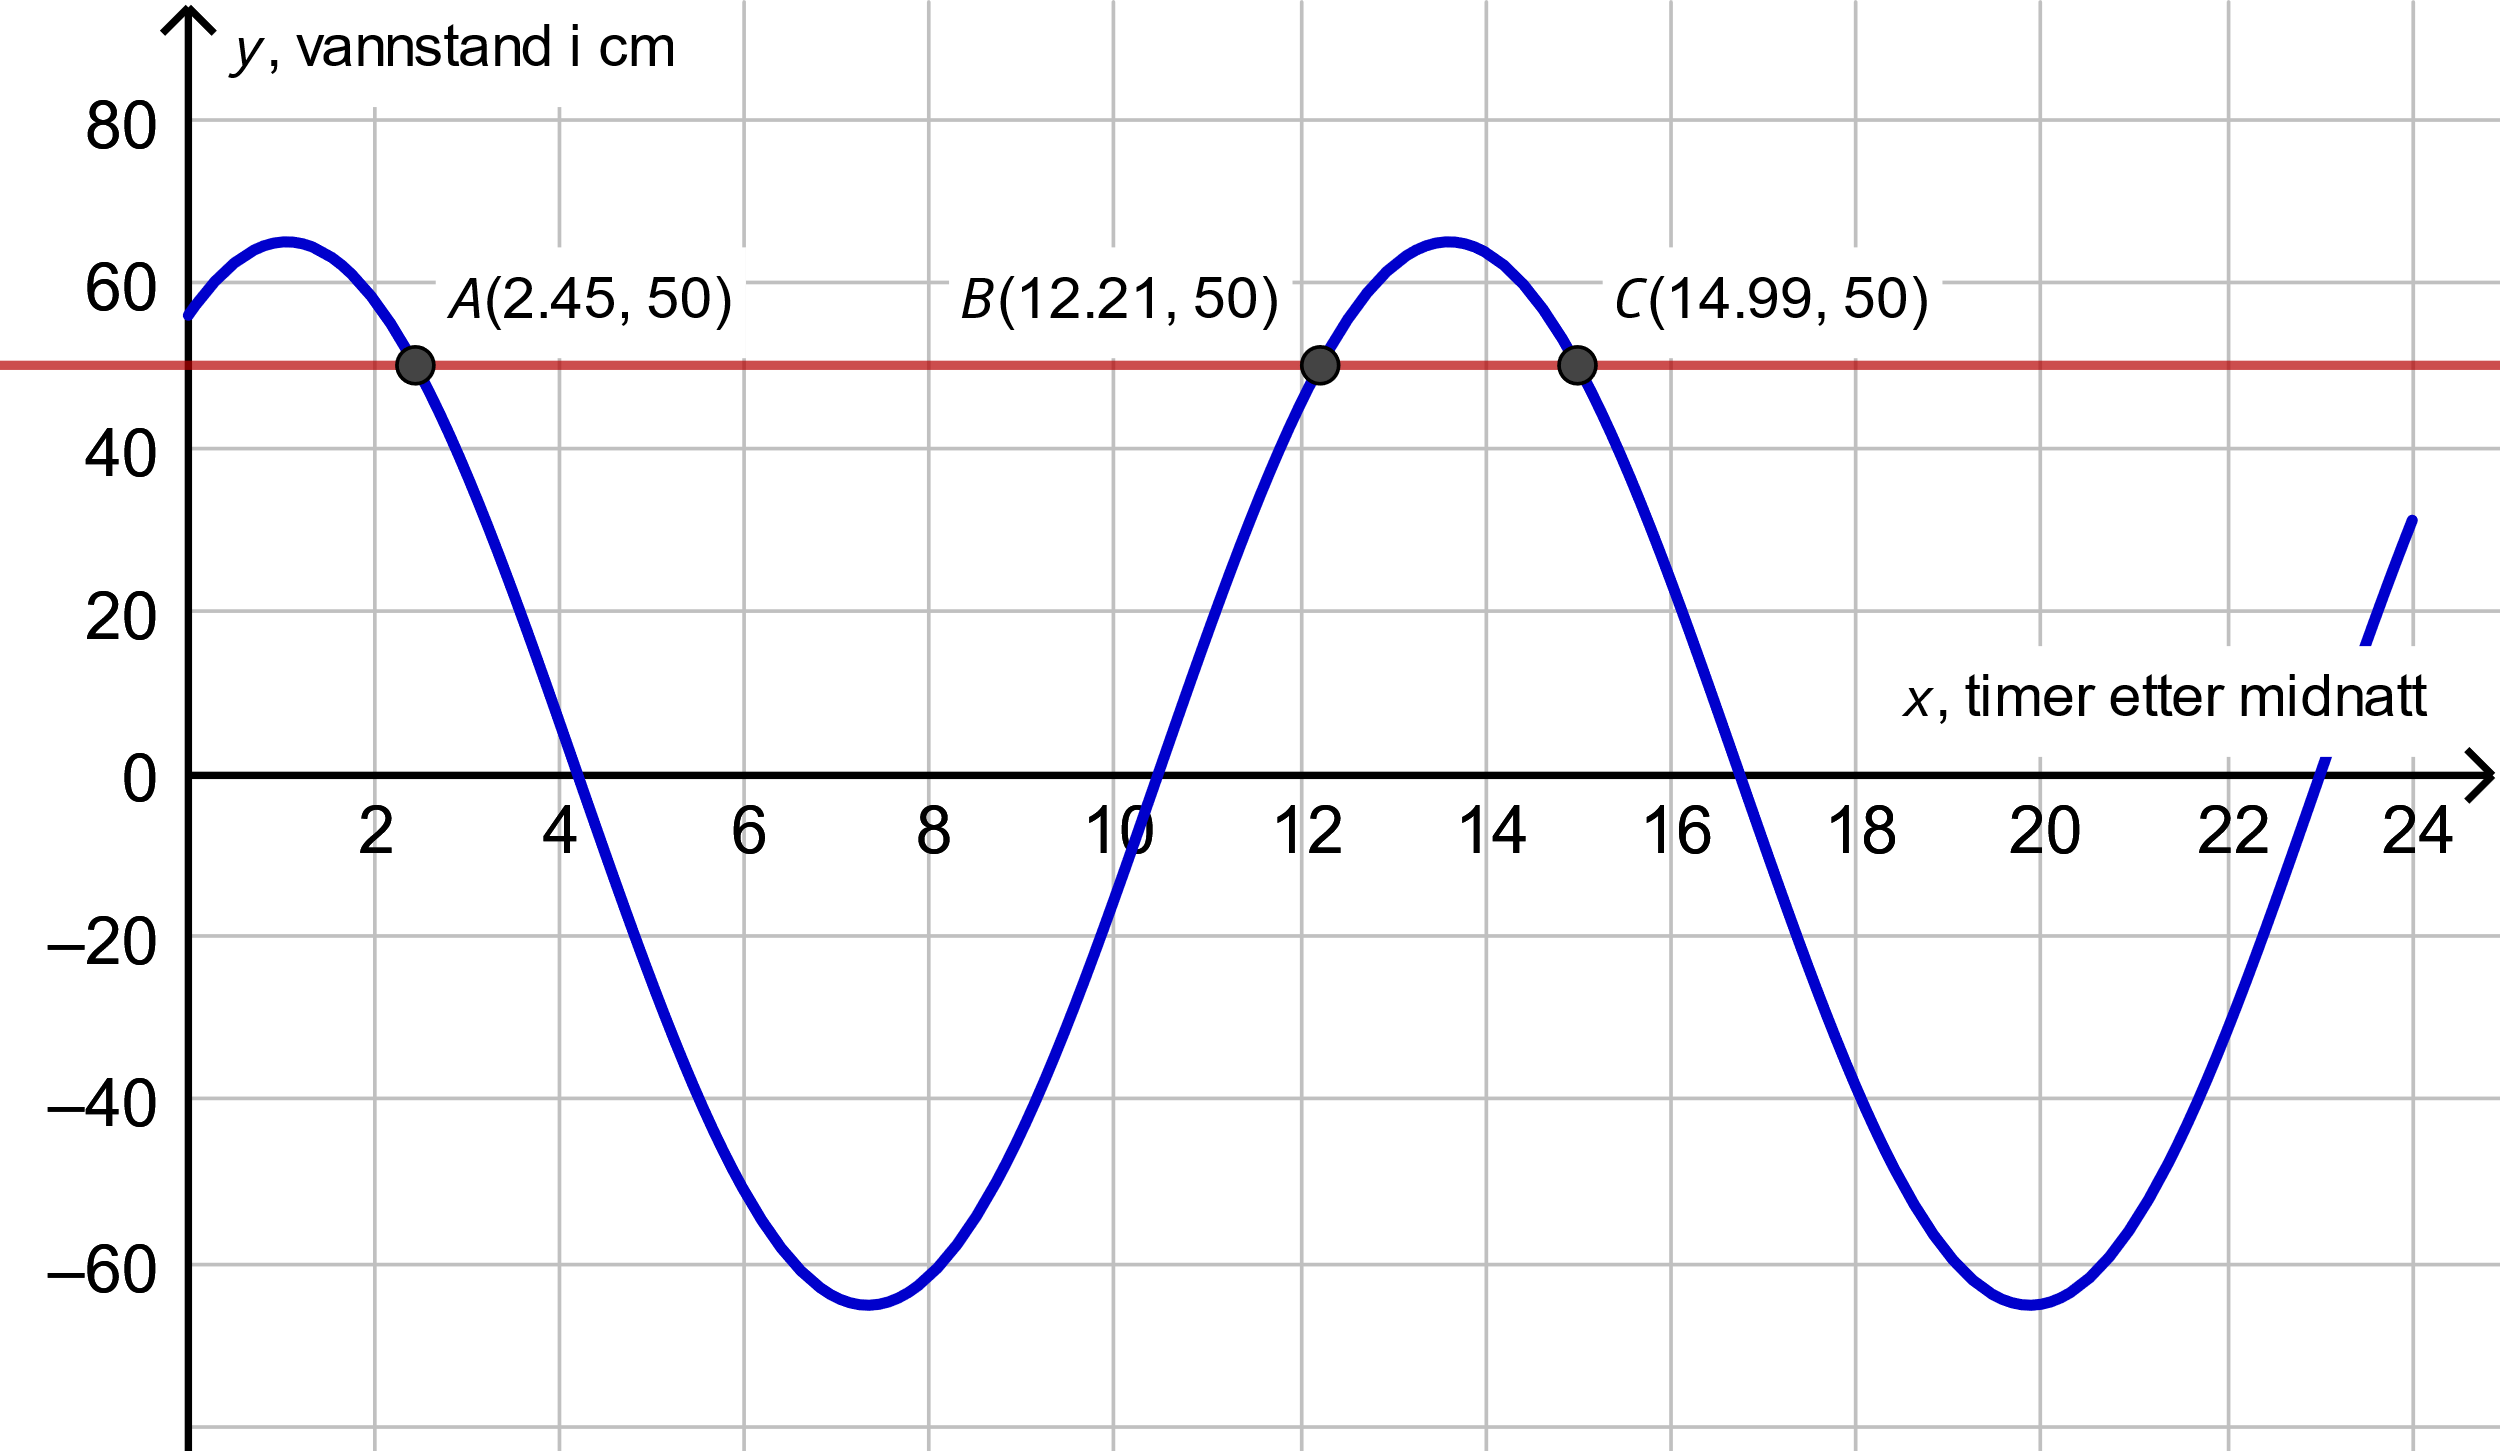 y, vannstand i cm
80
60
A(2.45, 50) B(12.21, 50) C(14.99, 50)
40
20
x, timer etter midnatt
0
2 4 6 8 10 12 14 16 18 20 22 24
–20
–40
–60